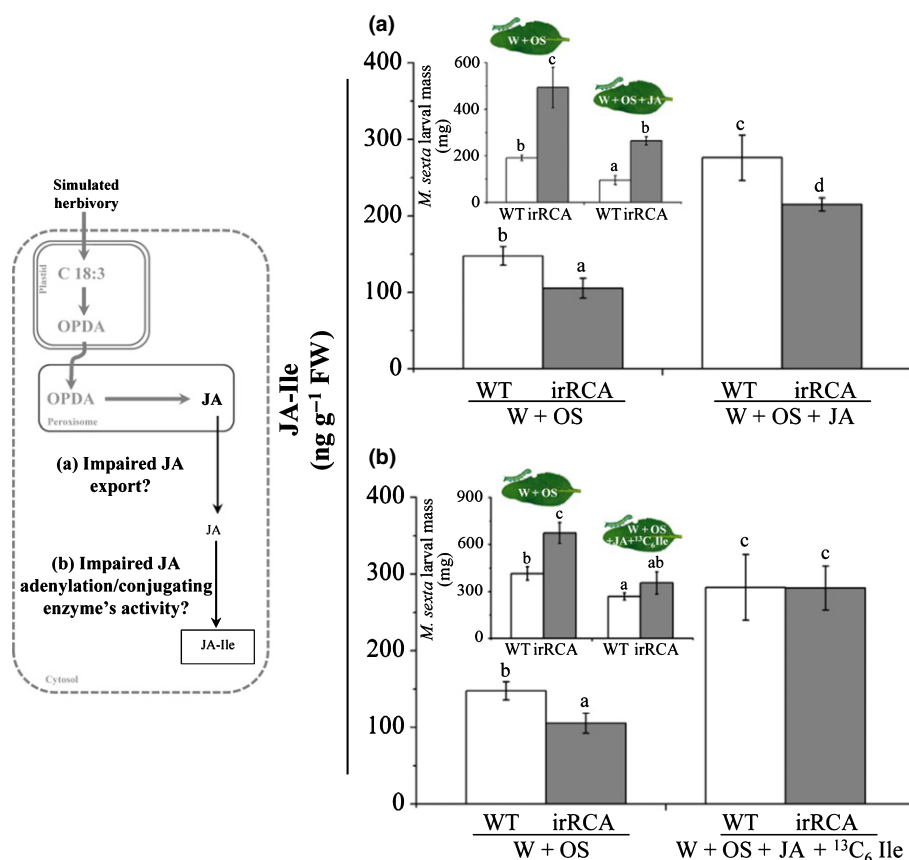 Simulated
herbivory
Plastid
C 18:3
OPDA
OPDA
JA
Peroxisome
(a) Impaired JA
export?
JA
(b) Impaired JA
adenylation/conjugating
enzyme's activity?
JA-Ile
Cytosol
JA-Ile
(ng g⁻¹ FW)
(a)
400
300
200
100
0
M. sexta larval mass
(mg)
600
400
200
0
W + OS
b
c
WT irRCA
W + OS + JA
a
b
WT irRCA
b
a
c
d
WT irRCA
W + OS
WT irRCA
W + OS + JA
(b)
400
300
200
100
0
M. sexta larval mass
(mg)
900
600
300
0
W + OS
b
c
WT irRCA
W + OS
+JA+¹³C₆Ile
a
ab
WT irRCA
b
a
c
c
WT irRCA
W + OS
WT irRCA
W + OS + JA + ¹³C₆ Ile